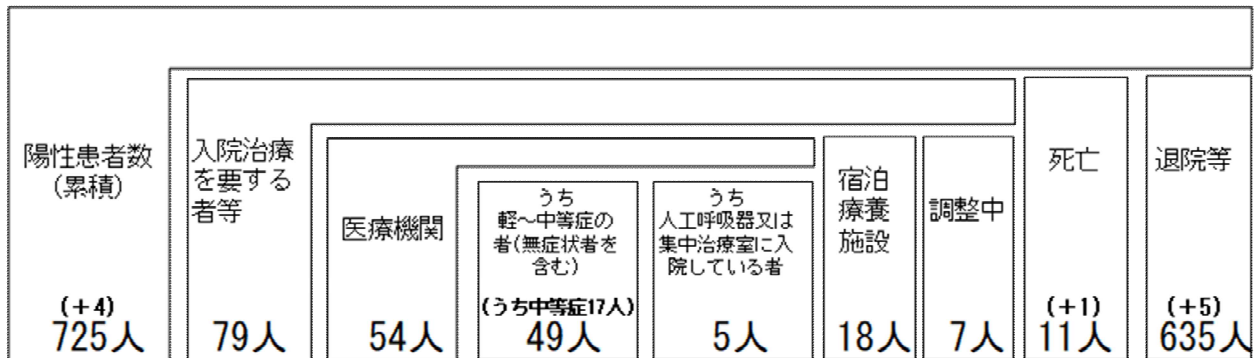 陽性患者数
(累積)
(+4)
725人
入院治療
を要する
者等
79人
医療機関
54人
うち
軽～中等症の
者(無症状者を
含む)
(うち中等症17人)
49人
うち
人工呼吸器又は
集中治療室に入
院している者
5人
宿泊
療養
施設
18人
調整中
7人
死亡
(+1)
11人
退院等
(+5)
635人